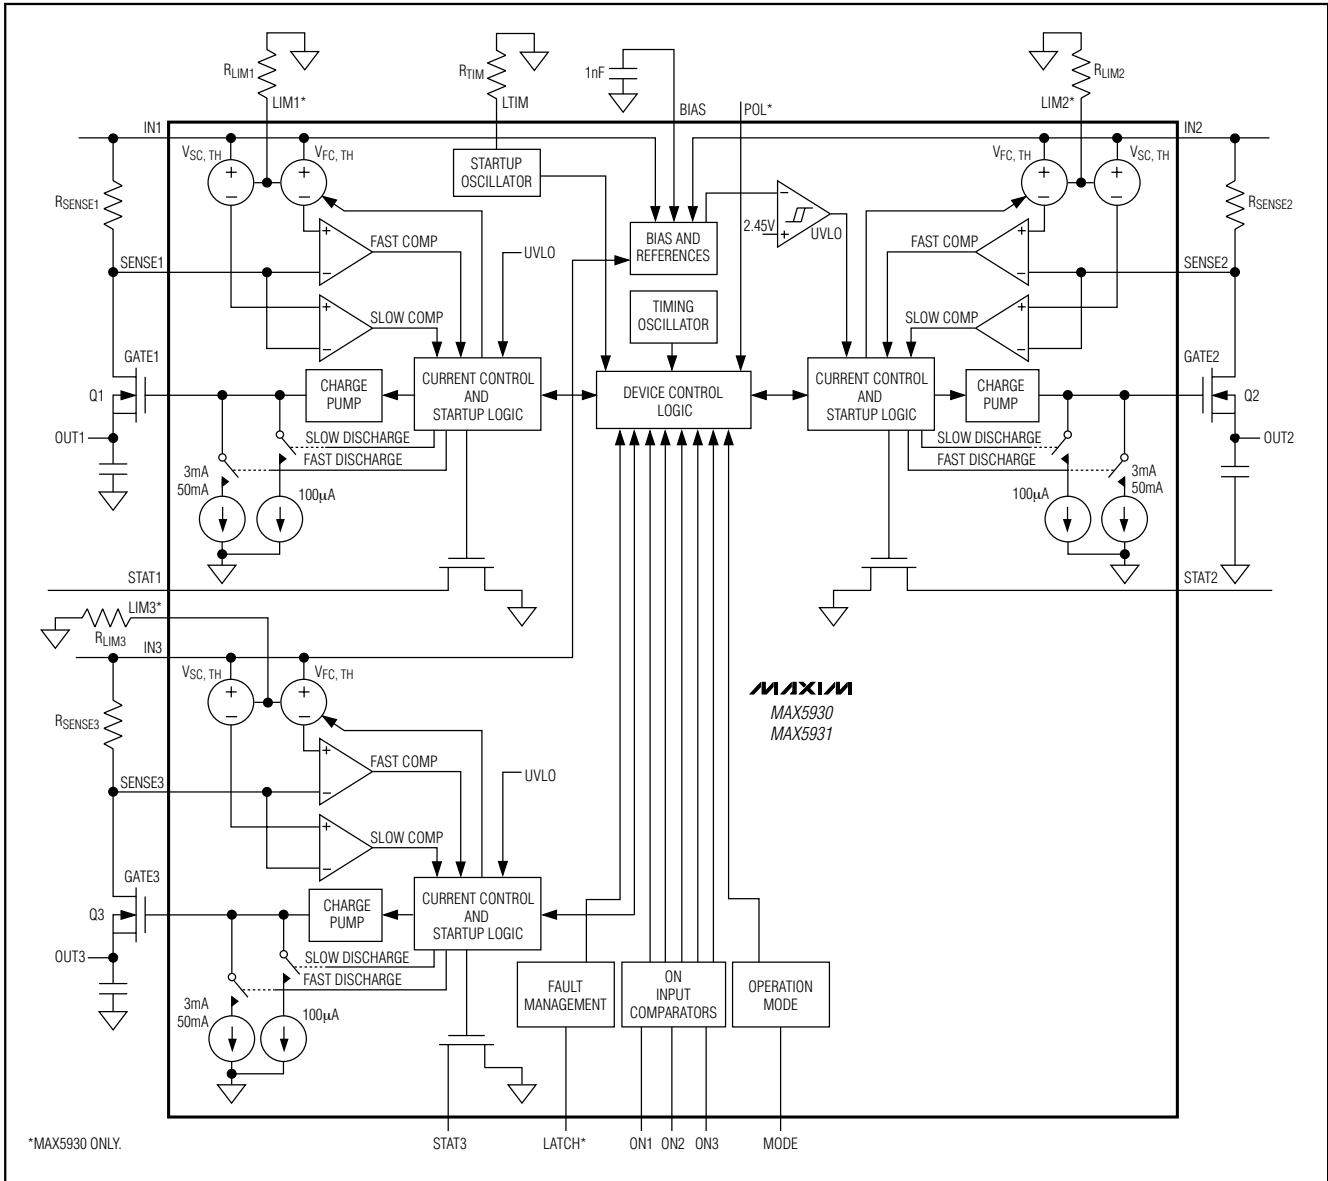 RLIM1
LIM1*
RTIM
LTIM
1nF
BIAS
POL*
RLIM2
LIM2*
IN1
IN2
VSC, TH
VFC, TH
+
−
+
−
STARTUP
OSCILLATOR
VFC, TH
VSC, TH
+
−
+
−
RSENSE1
RSENSE2
−
2.45V
+
UVLO
BIAS AND
REFERENCES
+
−
FAST COMP
UVLO
FAST COMP
+
−
SENSE1
SENSE2
TIMING
OSCILLATOR
+
−
SLOW COMP
SLOW COMP
+
−
GATE1
GATE2
Q1
Q2
CHARGE
PUMP
CURRENT CONTROL
AND
STARTUP LOGIC
DEVICE CONTROL
LOGIC
CURRENT CONTROL
AND
STARTUP LOGIC
CHARGE
PUMP
OUT1
OUT2
SLOW DISCHARGE
FAST DISCHARGE
SLOW DISCHARGE
FAST DISCHARGE
3mA
50mA
100µA
100µA
3mA
50mA
STAT1
STAT2
LIM3*
RLIM3
IN3
VSC, TH
VFC, TH
+
−
+
−
MAXIM
MAX5930
MAX5931
RSENSE3
+
−
FAST COMP
UVLO
SENSE3
+
−
SLOW COMP
GATE3
Q3
CHARGE
PUMP
CURRENT CONTROL
AND
STARTUP LOGIC
OUT3
SLOW DISCHARGE
FAST DISCHARGE
3mA
50mA
100µA
FAULT
MANAGEMENT
ON
INPUT
COMPARATORS
OPERATION
MODE
*MAX5930 ONLY.
STAT3
LATCH*
ON1
ON2
ON3
MODE